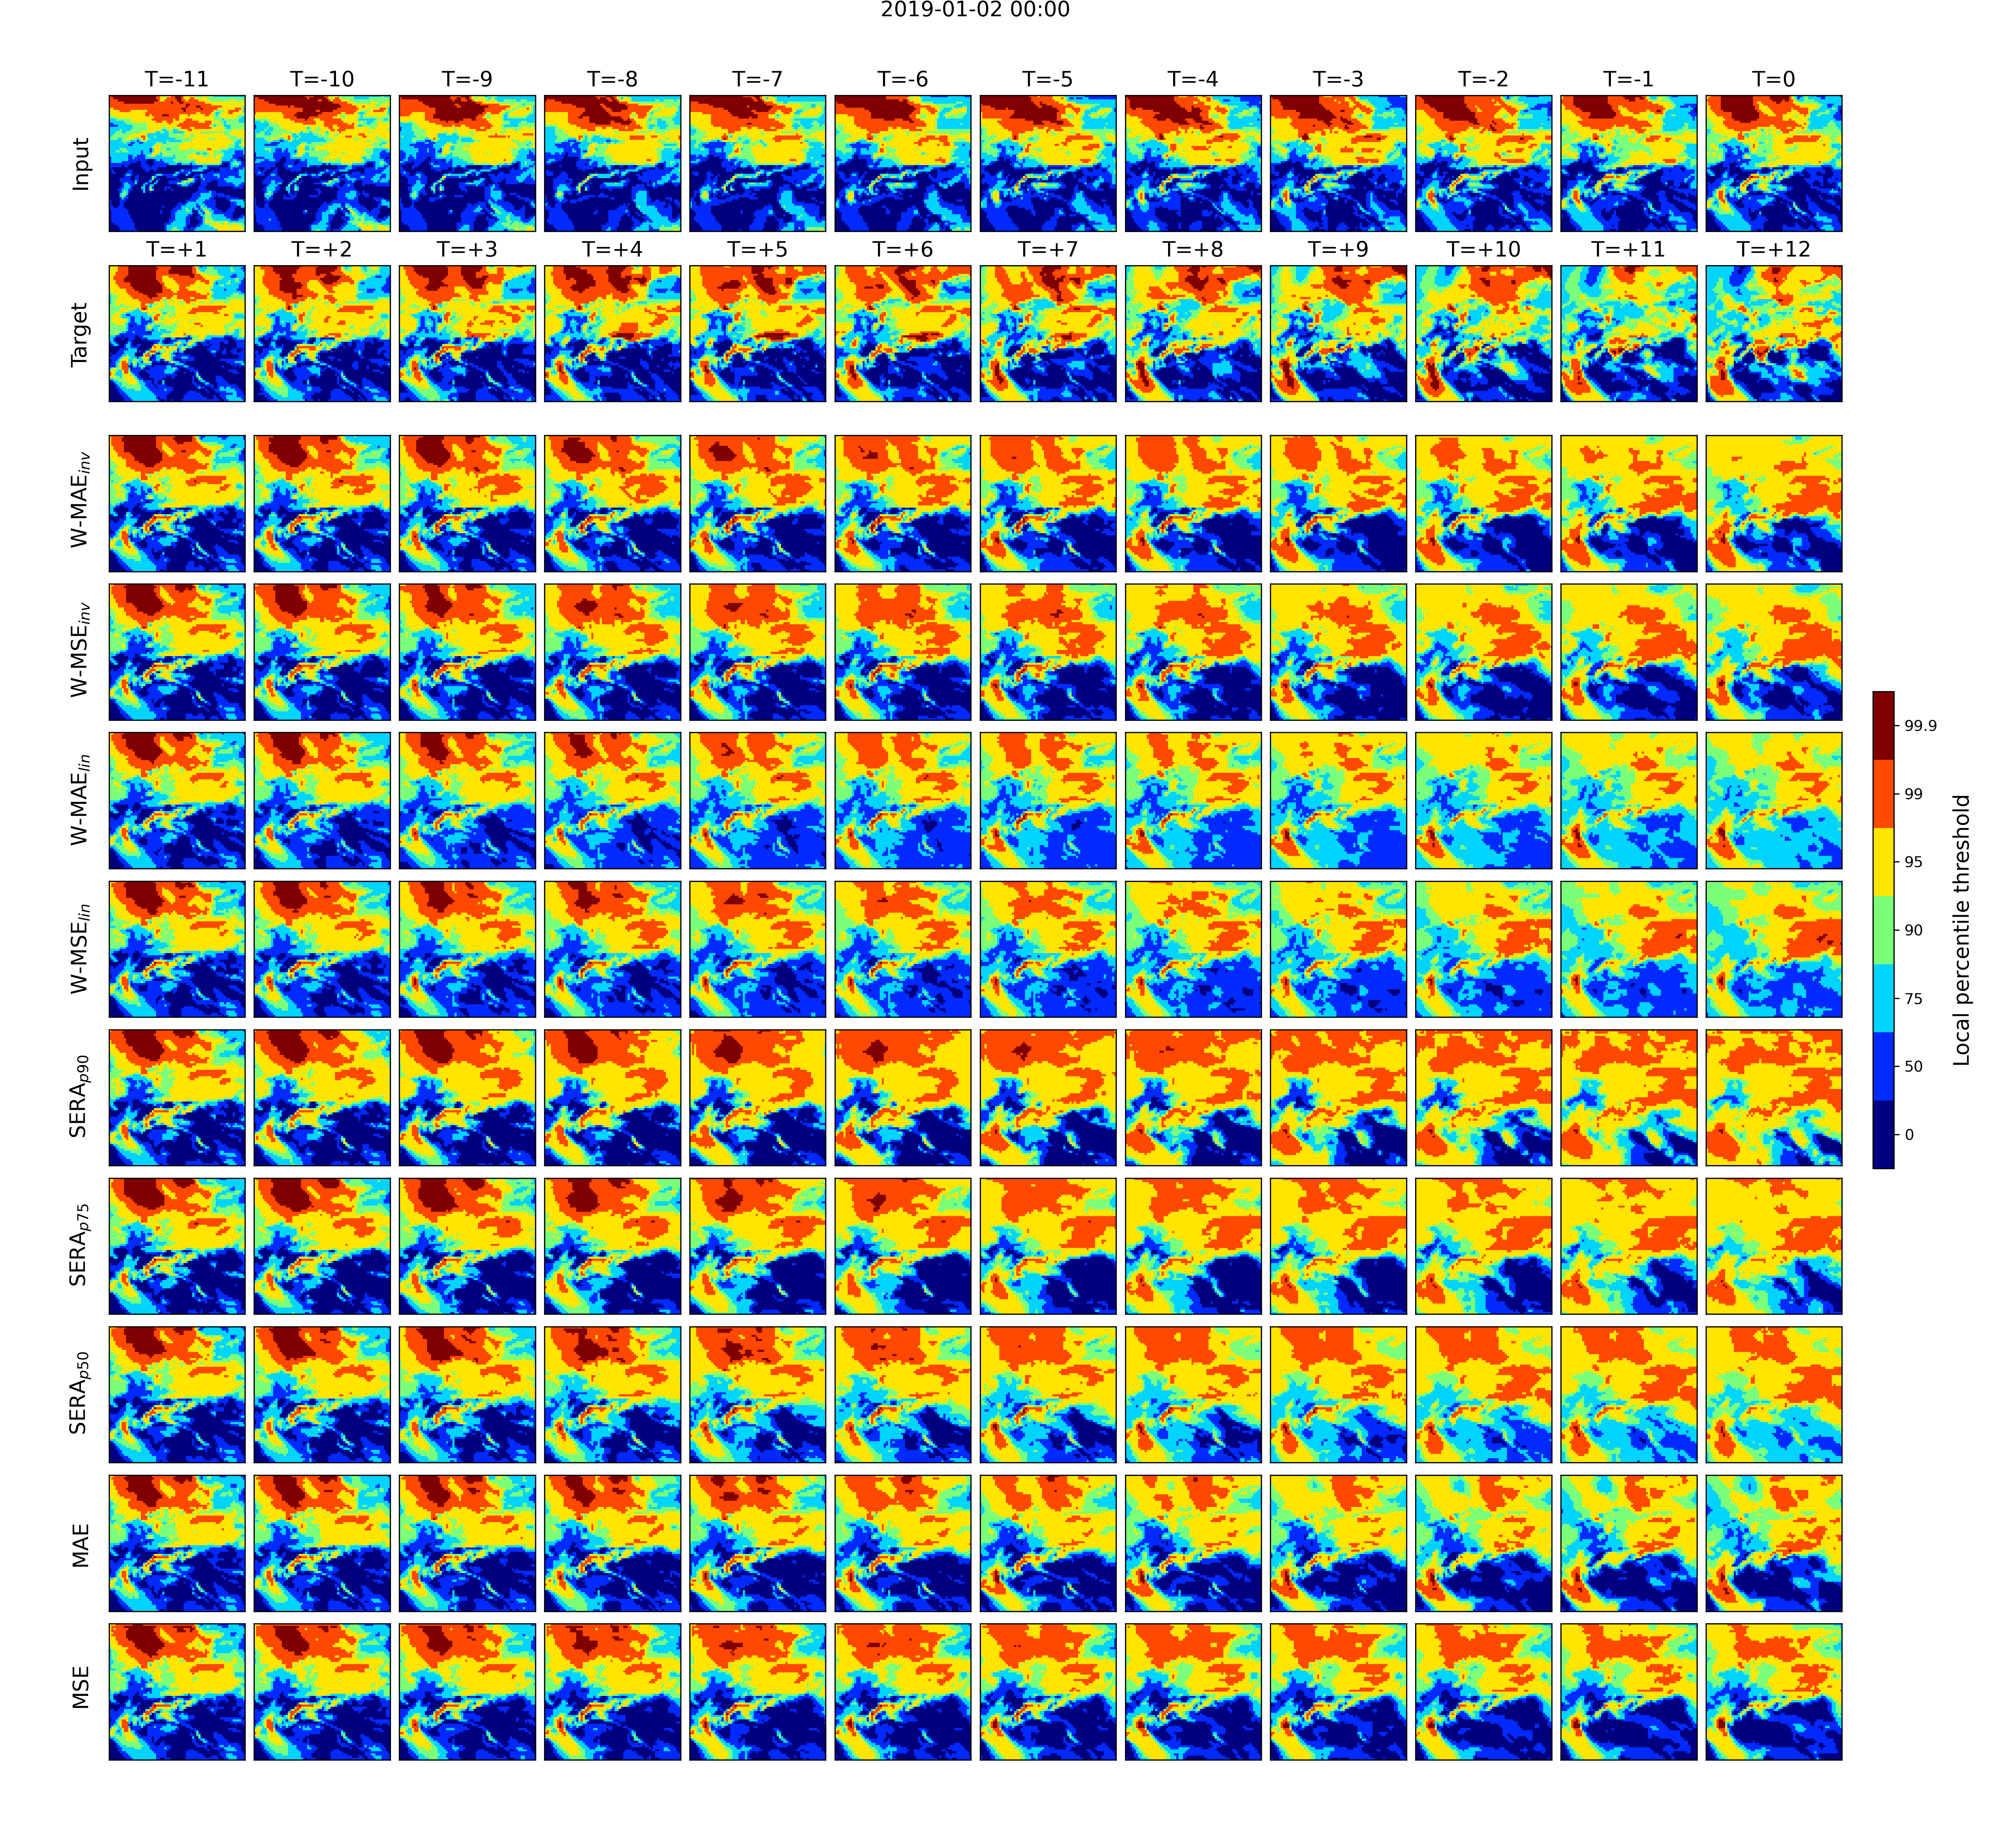 2019-01-02 00:00
T=-11 T=-10 T=-9 T=-8 T=-7 T=-6 T=-5 T=-4 T=-3 T=-2 T=-1 T=0
Input
T=+1 T=+2 T=+3 T=+4 T=+5 T=+6 T=+7 T=+8 T=+9 T=+10 T=+11 T=+12
Target
W-MAEinv
W-MSEinv
W-MAElin
W-MSElin
SERAp90
SERAp75
SERAp50
MAE
MSE
99.9
99
95
90
75
50
0
Local percentile threshold